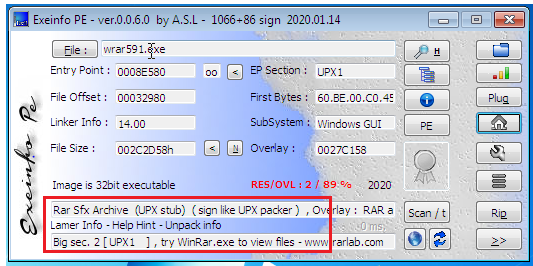 Exeinfo PE - ver.0.0.6.0 by A.S.L - 1066+86 sign 2020.01.14
File : wrar591.exe H
Entry Point : 0008E580 oo < EP Section : UPX1
File Offset : 00032980 First Bytes : 60.BE.00.C0.45
Linker Info : 14.00 SubSystem : Windows GUI
File Size : 002C2D58h < N Overlay : 0027C158
Image is 32bit executable RES/OVL : 2 / 89 % 2020
Rar Sfx Archive (UPX stub) ( sign like UPX packer ) , Overlay : RAR a
Lamer Info - Help Hint - Unpack info 0 ms
Big sec. 2 [ UPX1 ] , try WinRar.exe to view files - www.rarlab.com
Exeinfo Pe
Plug
PE
Scan / t
Rip
>>